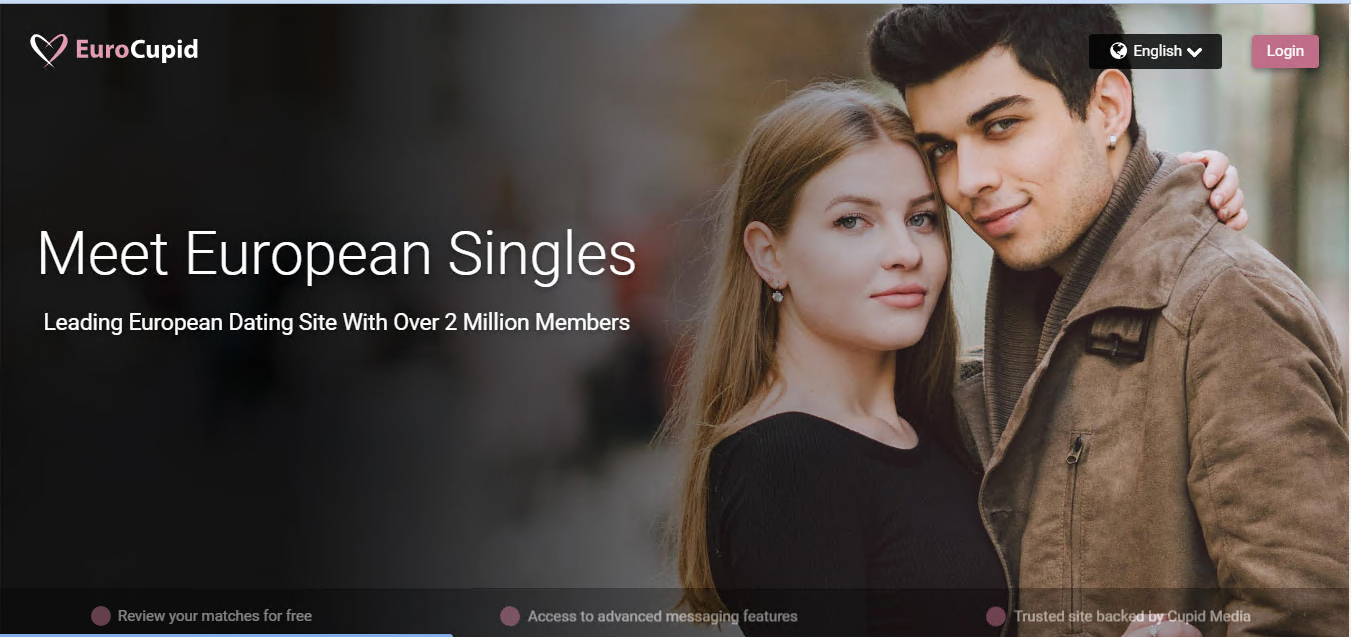 EuroCupid
English
Login
Meet European Singles
Leading European Dating Site With Over 2 Million Members
Review your matches for free
Access to advanced messaging features
Trusted site backed by Cupid Media